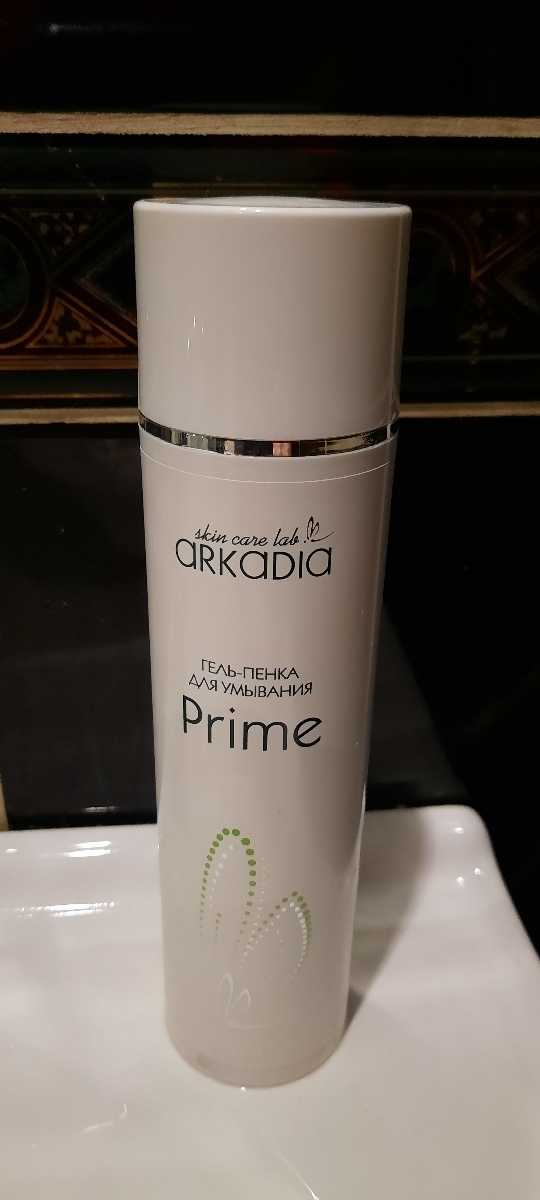 skin care lab
ARKADIA
ГЕЛЬ-ПЕНКА
ДЛЯ УМЫВАНИЯ
Prime